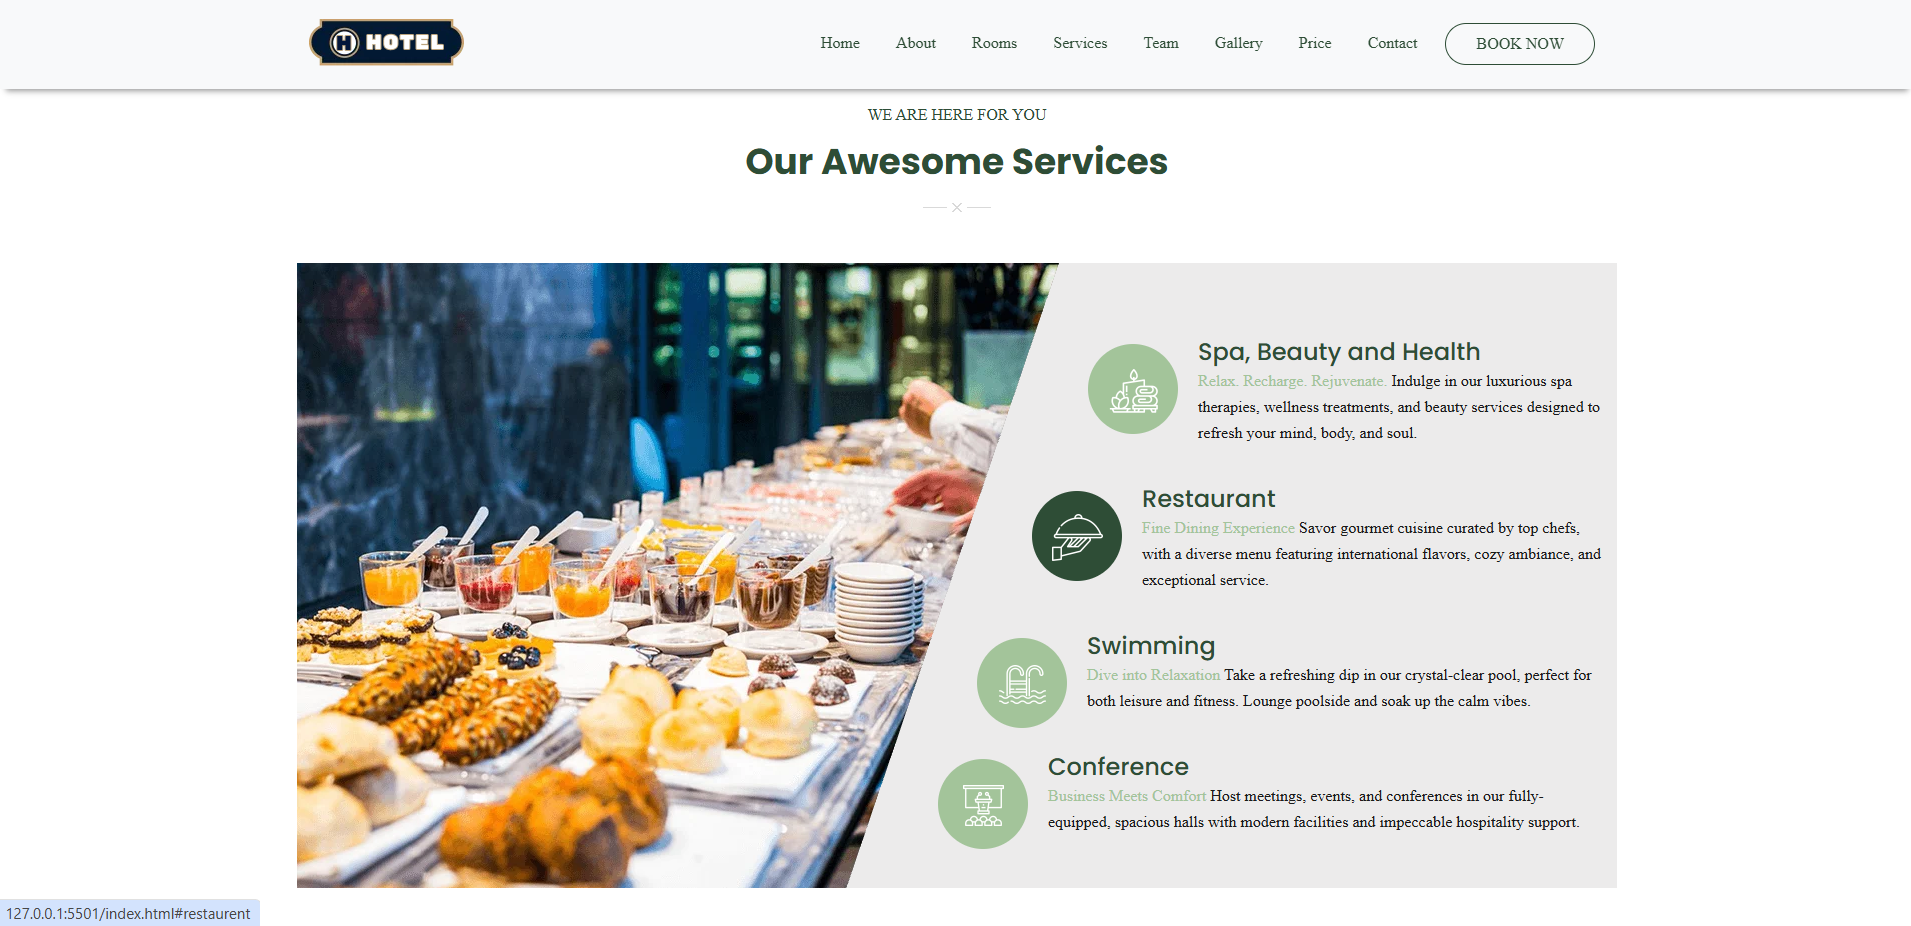 H HOTEL
Home About Rooms Services Team Gallery Price Contact BOOK NOW
WE ARE HERE FOR YOU
Our Awesome Services
Spa, Beauty and Health
Relax. Recharge. Rejuvenate. Indulge in our luxurious spa
therapies, wellness treatments, and beauty services designed to
refresh your mind, body, and soul.
Restaurant
Fine Dining Experience Savor gourmet cuisine curated by top chefs,
with a diverse menu featuring international flavors, cozy ambiance, and
exceptional service.
Swimming
Dive into Relaxation Take a refreshing dip in our crystal-clear pool, perfect for
both leisure and fitness. Lounge poolside and soak up the calm vibes.
Conference
Business Meets Comfort Host meetings, events, and conferences in our fully-
equipped, spacious halls with modern facilities and impeccable hospitality support.
127.0.0.1:5501/index.html#restaurent